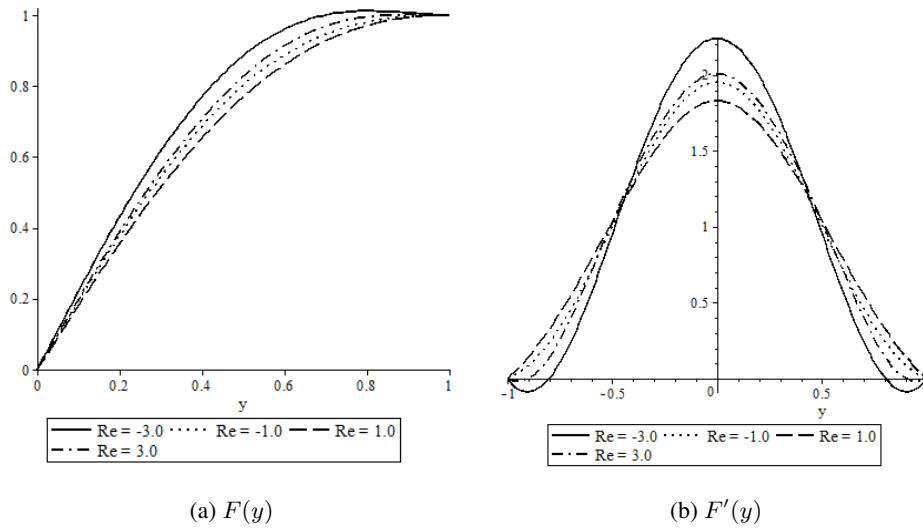 1
0.8
0.6
0.4
0.2
0
0 0.2 0.4 0.6 0.8 1
y
Re = -3.0 Re = -1.0 Re = 1.0
Re = 3.0
(a) F(y)
2
1.5
1
0.5
-1 -0.5 0 0.5
y
Re = -3.0 Re = -1.0 Re = 1.0
Re = 3.0
(b) F′(y)